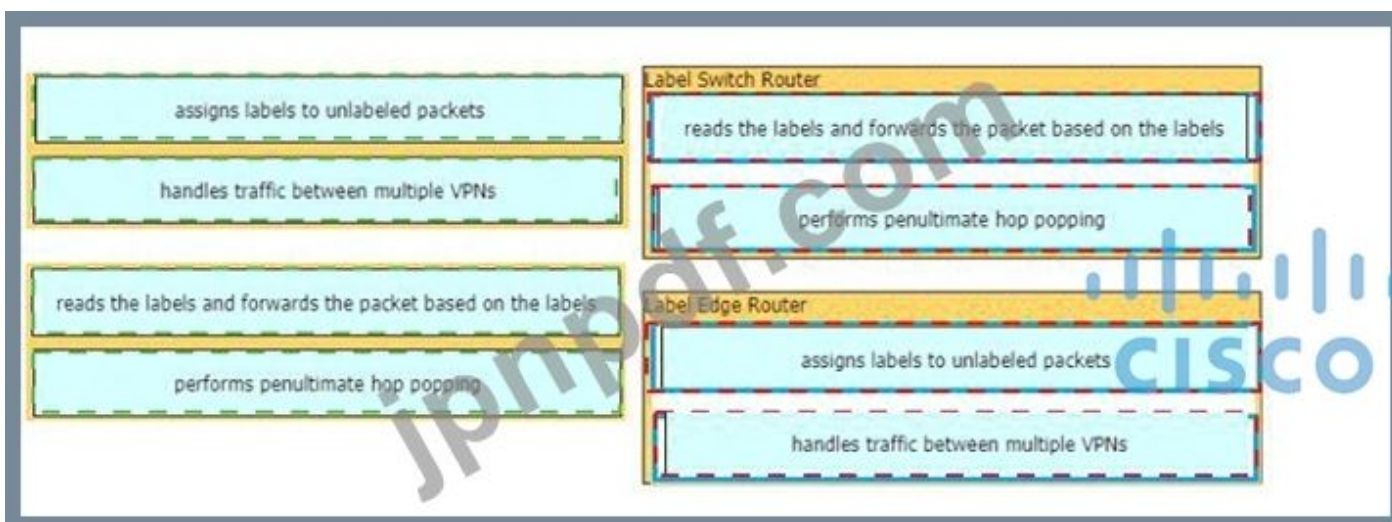 assigns labels to unlabeled packets
handles traffic between multiple VPNs
reads the labels and forwards the packet based on the labels
performs penultimate hop popping
Label Switch Router
reads the labels and forwards the packet based on the labels
performs penultimate hop popping
Label Edge Router
assigns labels to unlabeled packets
handles traffic between multiple VPNs
jpnpdf.com
CISCO